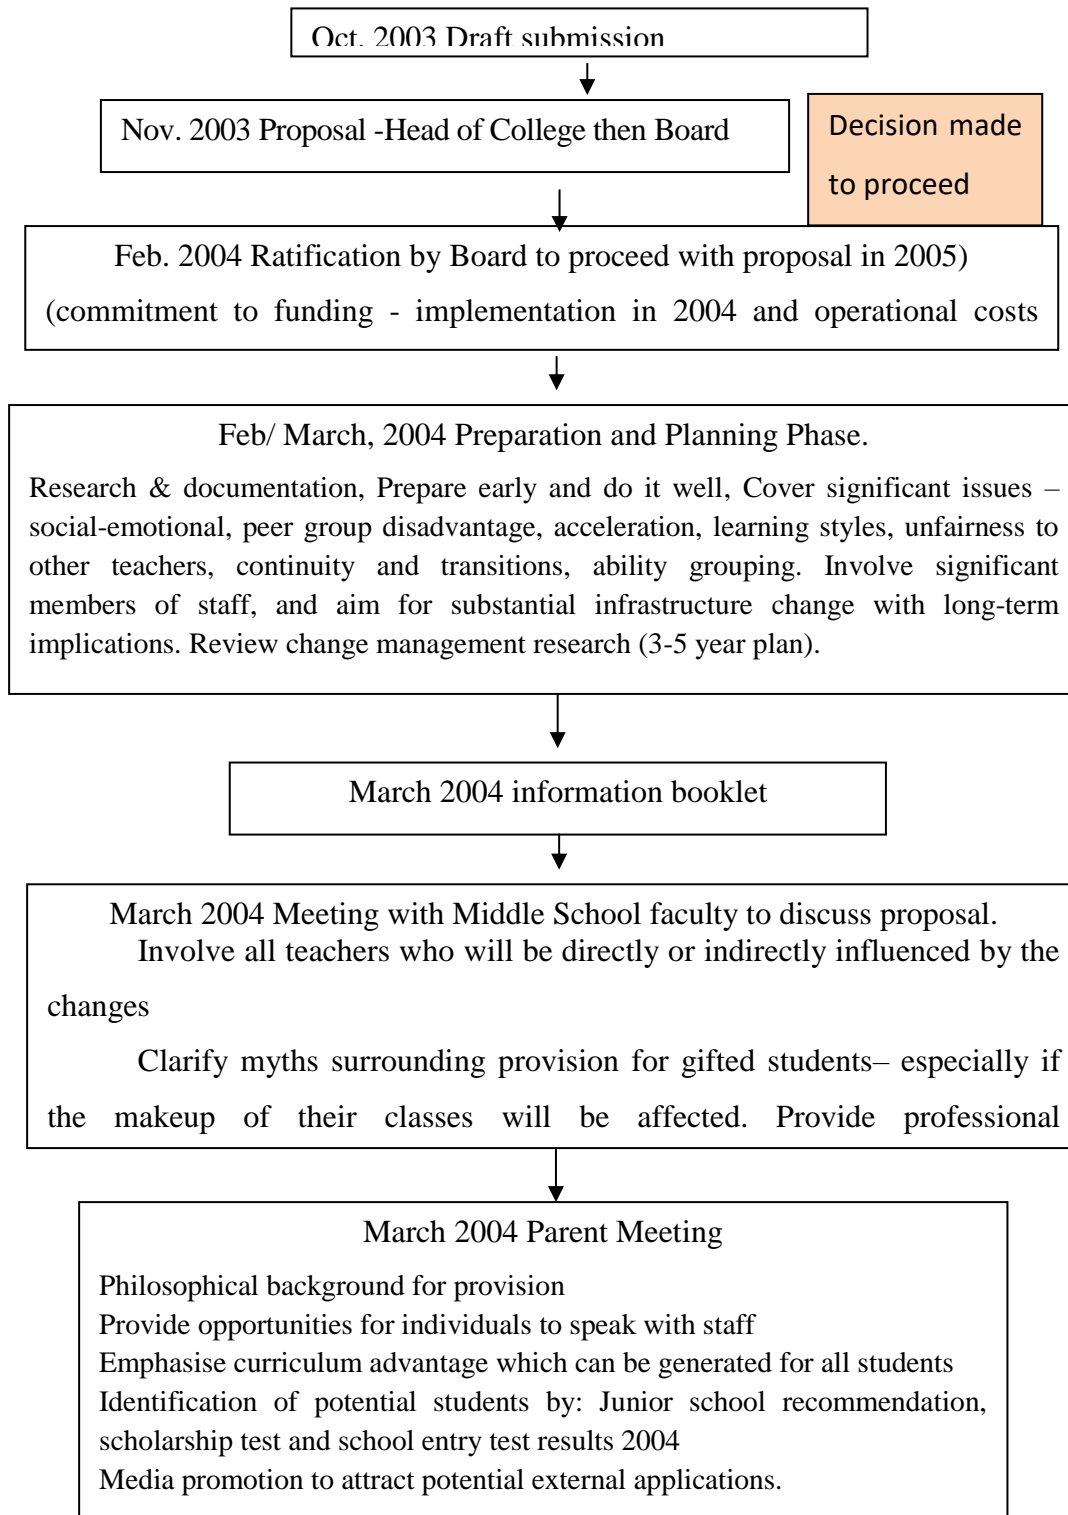 Oct. 2003 Draft submission
Nov. 2003 Proposal -Head of College then Board
Decision made
to proceed
Feb. 2004 Ratification by Board to proceed with proposal in 2005)
(commitment to funding - implementation in 2004 and operational costs
Feb/ March, 2004 Preparation and Planning Phase.
Research & documentation, Prepare early and do it well, Cover significant issues –
social-emotional, peer group disadvantage, acceleration, learning styles, unfairness to
other teachers, continuity and transitions, ability grouping. Involve significant
members of staff, and aim for substantial infrastructure change with long-term
implications. Review change management research (3-5 year plan).
March 2004 information booklet
March 2004 Meeting with Middle School faculty to discuss proposal.
Involve all teachers who will be directly or indirectly influenced by the
changes
Clarify myths surrounding provision for gifted students– especially if
the makeup of their classes will be affected. Provide professional
March 2004 Parent Meeting
Philosophical background for provision
Provide opportunities for individuals to speak with staff
Emphasise curriculum advantage which can be generated for all students
Identification of potential students by: Junior school recommendation,
scholarship test and school entry test results 2004
Media promotion to attract potential external applications.